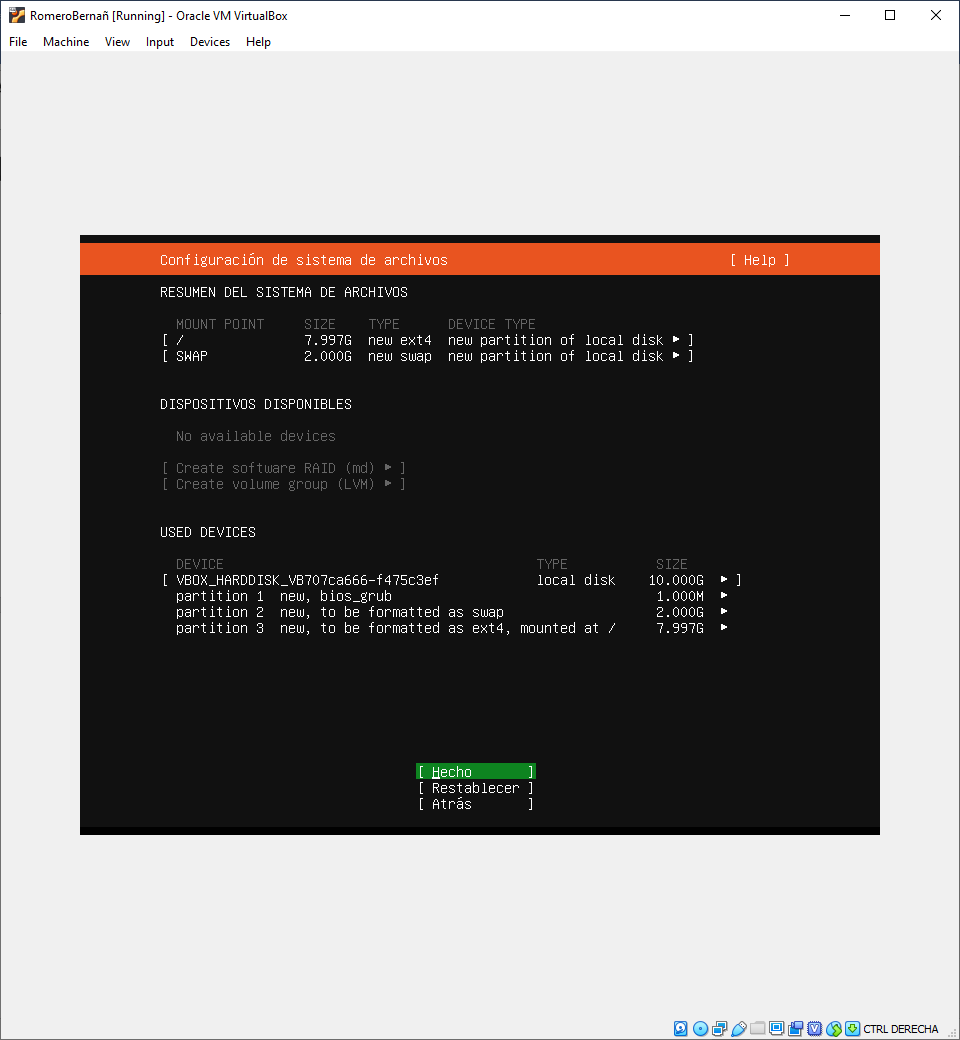 RomeroBernañ [Running] - Oracle VM VirtualBox
File Machine View Input Devices Help
Configuración de sistema de archivos [ Help ]
RESUMEN DEL SISTEMA DE ARCHIVOS
MOUNT POINT SIZE TYPE DEVICE TYPE
[ / 7.997G new ext4 new partition of local disk ▸ ]
[ SWAP 2.000G new swap new partition of local disk ▸ ]
DISPOSITIVOS DISPONIBLES
No available devices
[ Create software RAID (md) ▸ ]
[ Create volume group (LVM) ▸ ]
USED DEVICES
DEVICE TYPE SIZE
[ VBOX_HARDDISK_VB707ca666-f475c3ef local disk 10.000G ▸ ]
partition 1 new, bios_grub 1.000M ▸
partition 2 new, to be formatted as swap 2.000G ▸
partition 3 new, to be formatted as ext4, mounted at / 7.997G ▸
[ Hecho ]
[ Restablecer ]
[ Atrás ]
CTRL DERECHA